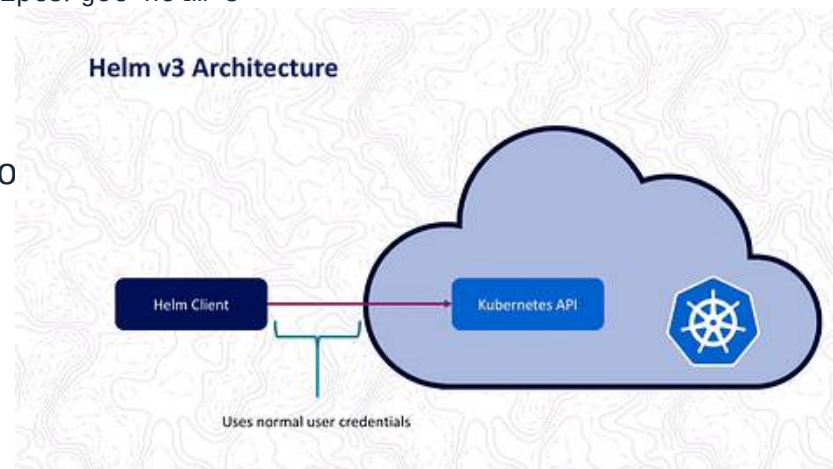 Helm v3 Architecture
Helm Client
Kubernetes API
Uses normal user credentials